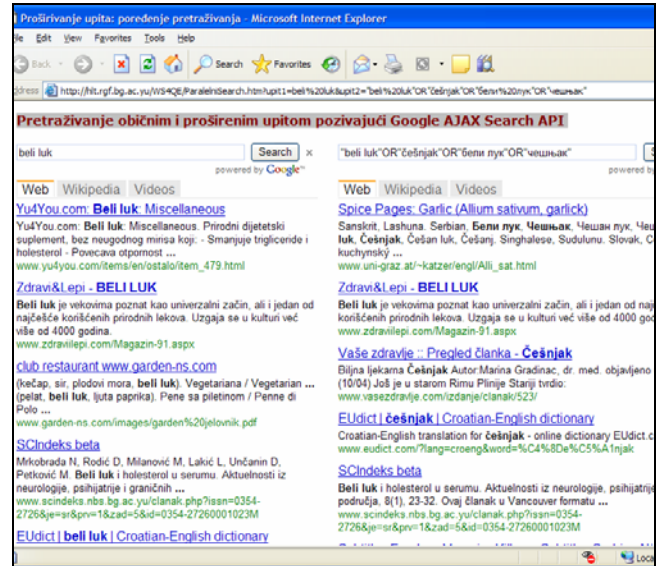 Proširivanje upita: poređenje pretraživanja - Microsoft Internet Explorer
File Edit View Favorites Tools Help
Back Search Favorites
Address http://hlt.rgf.bg.ac.yu/WS4QE/ParalelniSearch.htm?upit1=beli%20luk&upit2="beli%20luk"OR"češnjak"OR"бели%20лук"OR"чешњак"
Pretraživanje običnim i proširenim upitom pozivajući Google AJAX Search API
beli luk Search ×
powered by Google™
Web Wikipedia Videos
Yu4You.com: Beli luk: Miscellaneous
Yu4You.com: Beli luk: Miscellaneous. Prirodni dijetetski
suplement, bez neugodnog mirisa koji: - Smanjuje trigliceride i
holesterol - Povecava otpornost ...
www.yu4you.com/items/en/ostalo/item_479.html
Zdravi&Lepi - BELI LUK
Beli luk je vekovima poznat kao univerzalni začin, ali i jedan od
najčešće korišćenih prirodnih lekova. Uzgaja se u kulturi već
više od 4000 godina.
www.zdravilepi.com/Magazin-91.aspx
club restaurant www.garden-ns.com
(kečap, sir, plodovi mora, beli luk). Vegetariana / Vegetarian ...
(pelat, beli luk, ljuta paprika). Pene sa piletinom / Penne di
Polo ...
www.garden-ns.com/images/garden%20jelovnik.pdf
SCIndeks beta
Mrkobrada N, Rodić D, Milanović M, Lakić L, Unčanin D,
Petković M. Beli luk i holesterol u serumu. Aktuelnosti iz
neurologije, psihijatrije i graničnih ...
www.scindeks.nbs.bg.ac.yu/clanak.php?issn=0354-
2726&je=sr&prv=1&zad=5&id=0354-27260001023M
EUdict | beli luk | Croatian-English dictionary
"beli luk"OR"češnjak"OR"бели лук"OR"чешњак"
powered by
Web Wikipedia Videos
Spice Pages: Garlic (Allium sativum, garlick)
Sanskrit, Lashuna. Serbian, Бели лук, Чешњак, Чешан лук,
luk, Češnjak, Češan luk, Češanj. Singhalese, Sudulunu. Slovak,
kuchynský ...
www.uni-graz.at/~katzer/engl/Alli_sat.html
Zdravi&Lepi - BELI LUK
Beli luk je vekovima poznat kao univerzalni začin, ali i jedan od
korišćenih prirodnih lekova. Uzgaja se u kulturi već više od 4000
www.zdravilepi.com/Magazin-91.aspx
Vaše zdravlje :: Pregled članka - Češnjak
Biljna ljekarna Češnjak Autor:Marina Gradinac, dr. med. objavljeno
(10/04) Još je u starom Rimu Plinije Stariji tvrdio:
www.vasezdravlje.com/izdanje/clanak/523/
EUdict | češnjak | Croatian-English dictionary
Croatian-English translation for češnjak - online dictionary EUdict.c
www.eudict.com/?lang=croeng&word=%C4%8De%C5%A1njak
SCIndeks beta
Beli luk i holesterol u serumu. Aktuelnosti iz neurologije, psihijatrije
područja, 8(1), 23-32. Ovaj članak u Vancouver formatu ...
www.scindeks.nbs.bg.ac.yu/clanak.php?issn=0354-
2726&je=sr&prv=1&zad=5&id=0354-27260001023M